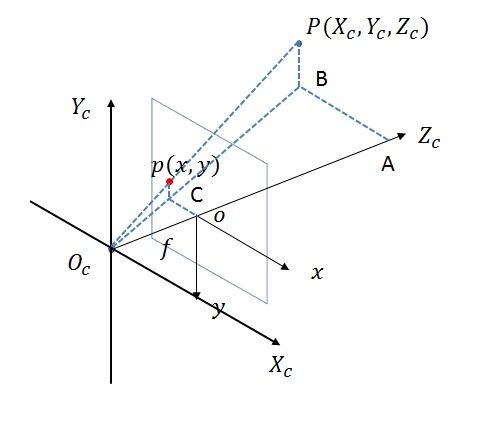 P(X_c, Y_c, Z_c)
B
Y_c
Z_c
p(x, y)
A
C
o
f
O_c
x
y
X_c